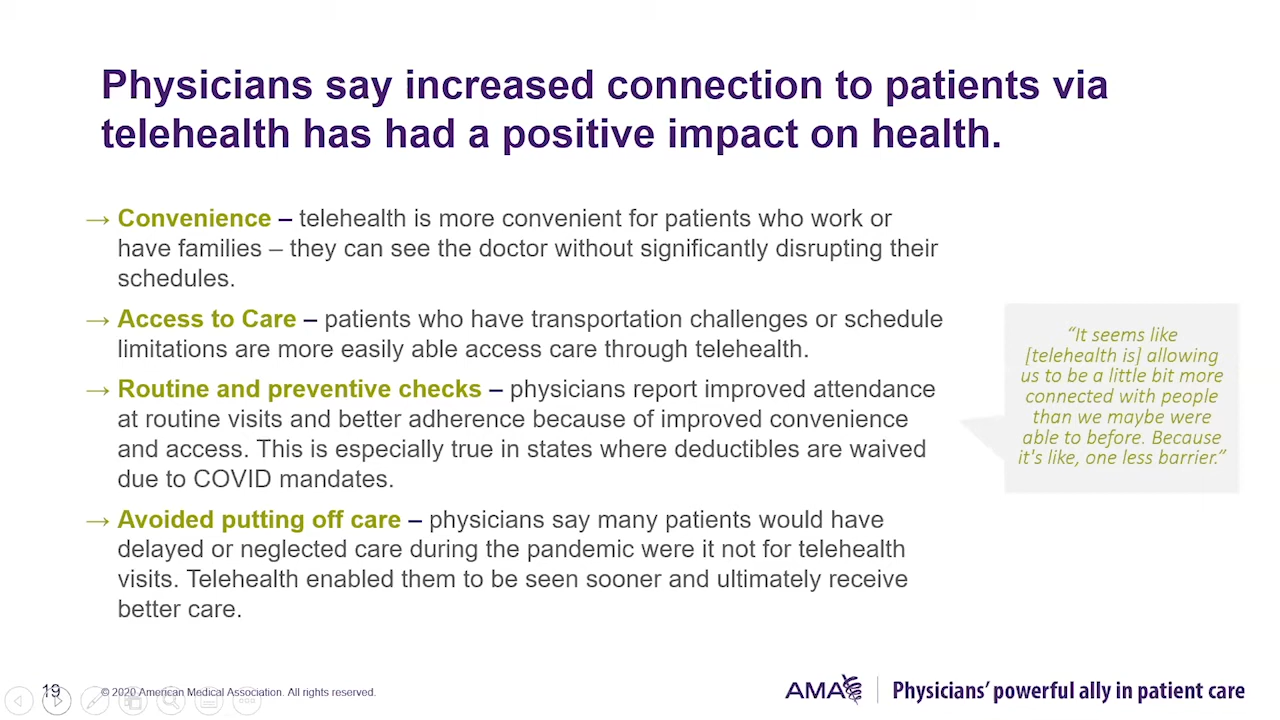 Physicians say increased connection to patients via
telehealth has had a positive impact on health.
→ Convenience – telehealth is more convenient for patients who work or
have families – they can see the doctor without significantly disrupting their
schedules.
→ Access to Care – patients who have transportation challenges or schedule
limitations are more easily able access care through telehealth.
→ Routine and preventive checks – physicians report improved attendance
at routine visits and better adherence because of improved convenience
and access. This is especially true in states where deductibles are waived
due to COVID mandates.
→ Avoided putting off care – physicians say many patients would have
delayed or neglected care during the pandemic were it not for telehealth
visits. Telehealth enabled them to be seen sooner and ultimately receive
better care.
“It seems like
[telehealth is] allowing
us to be a little bit more
connected with people
than we maybe were
able to before. Because
it's like, one less barrier.”
19
© 2020 American Medical Association. All rights reserved.
AMA
Physicians’ powerful ally in patient care